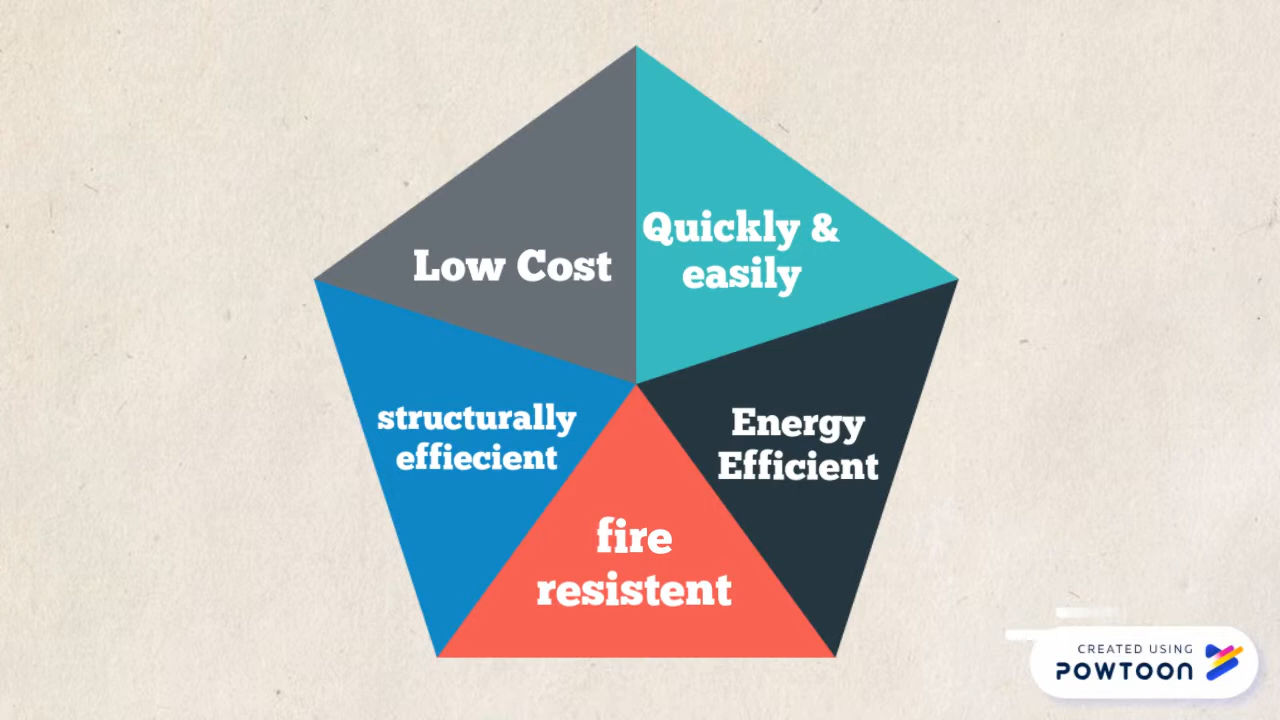 Low Cost
Quickly &
easily
structurally
effiecient
Energy
Efficient
fire
resistent
CREATED USING
POWTOON